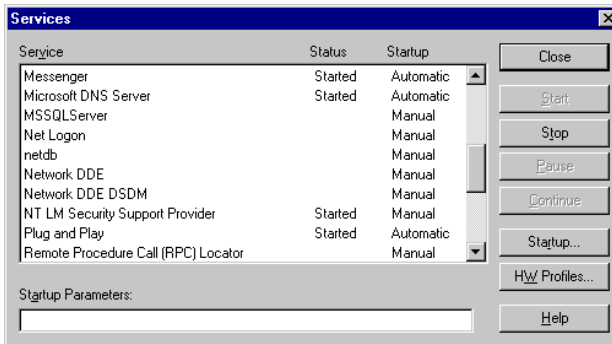 Services
Service Status Startup
Messenger Started Automatic
Microsoft DNS Server Started Automatic
MSSQLServer Manual
Net Logon Manual
netdb Manual
Network DDE Manual
Network DDE DSDM Manual
NT LM Security Support Provider Started Manual
Plug and Play Started Automatic
Remote Procedure Call (RPC) Locator Manual
Startup Parameters:
Close
Start
Stop
Pause
Continue
Startup...
HW Profiles...
Help